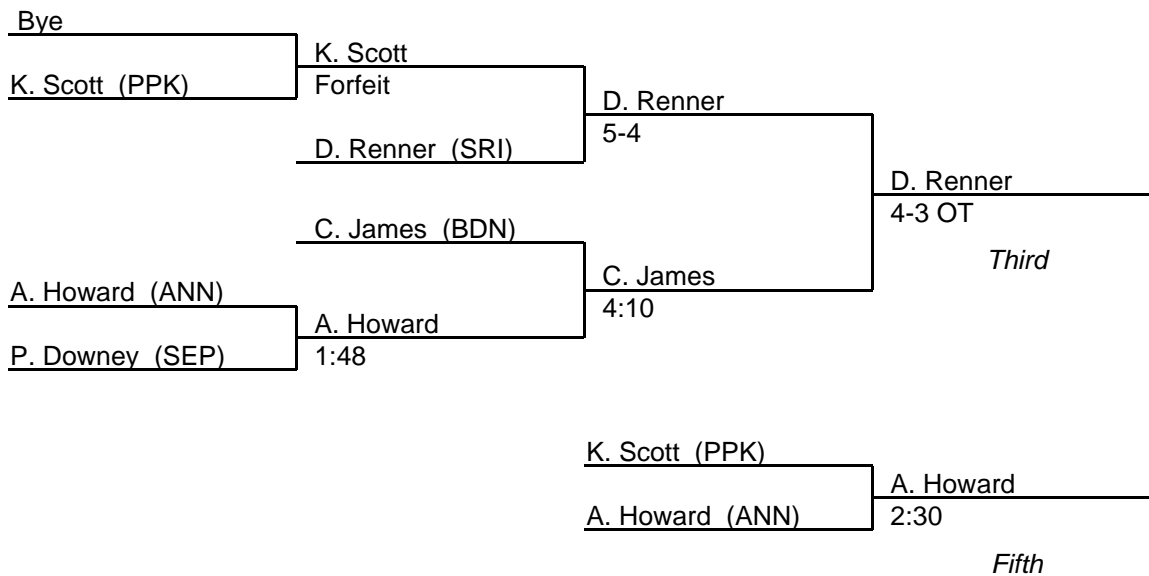 Bye
K. Scott (PPK)
K. Scott
Forfeit
D. Renner (SRI)
D. Renner
5-4
C. James (BDN)
A. Howard (ANN)
P. Downey (SEP)
A. Howard
1:48
C. James
4:10
D. Renner
4-3 OT
Third
K. Scott (PPK)
A. Howard (ANN)
A. Howard
2:30
Fifth